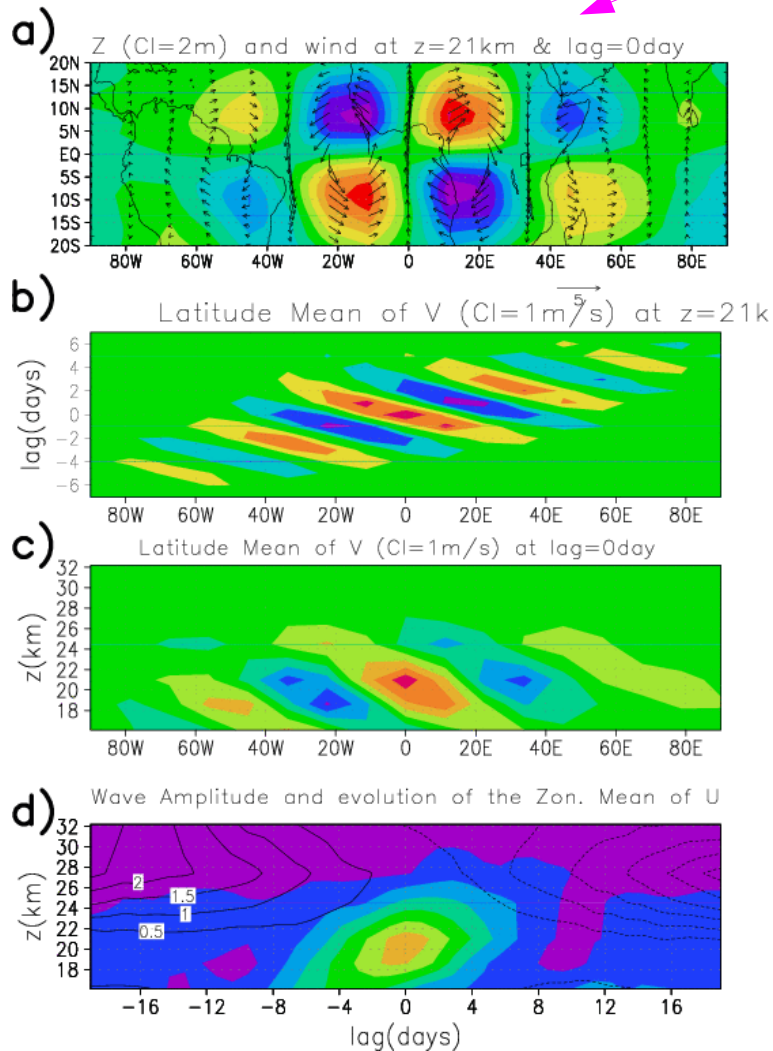 a)
Z (CI=2m) and wind at z=21km & lag=0day
20N
15N
10N
5N
EQ
5S
10S
15S
20S
80W 60W 40W 20W 0 20E 40E 60E 80E
5
b)
Latitude Mean of V (CI=1m/s) at z=21k
lag(days)
6
4
2
0
-2
-4
-6
80W 60W 40W 20W 0 20E 40E 60E 80E
c)
Latitude Mean of V (CI=1m/s) at lag=0day
z(km)
32
30
28
26
24
22
20
18
80W 60W 40W 20W 0 20E 40E 60E 80E
d)
Wave Amplitude and evolution of the Zon. Mean of U
z(km)
32
30
28
26
24
22
20
18
2
1.5
1
0.5
-16 -12 -8 -4 0 4 8 12 16
lag(days)